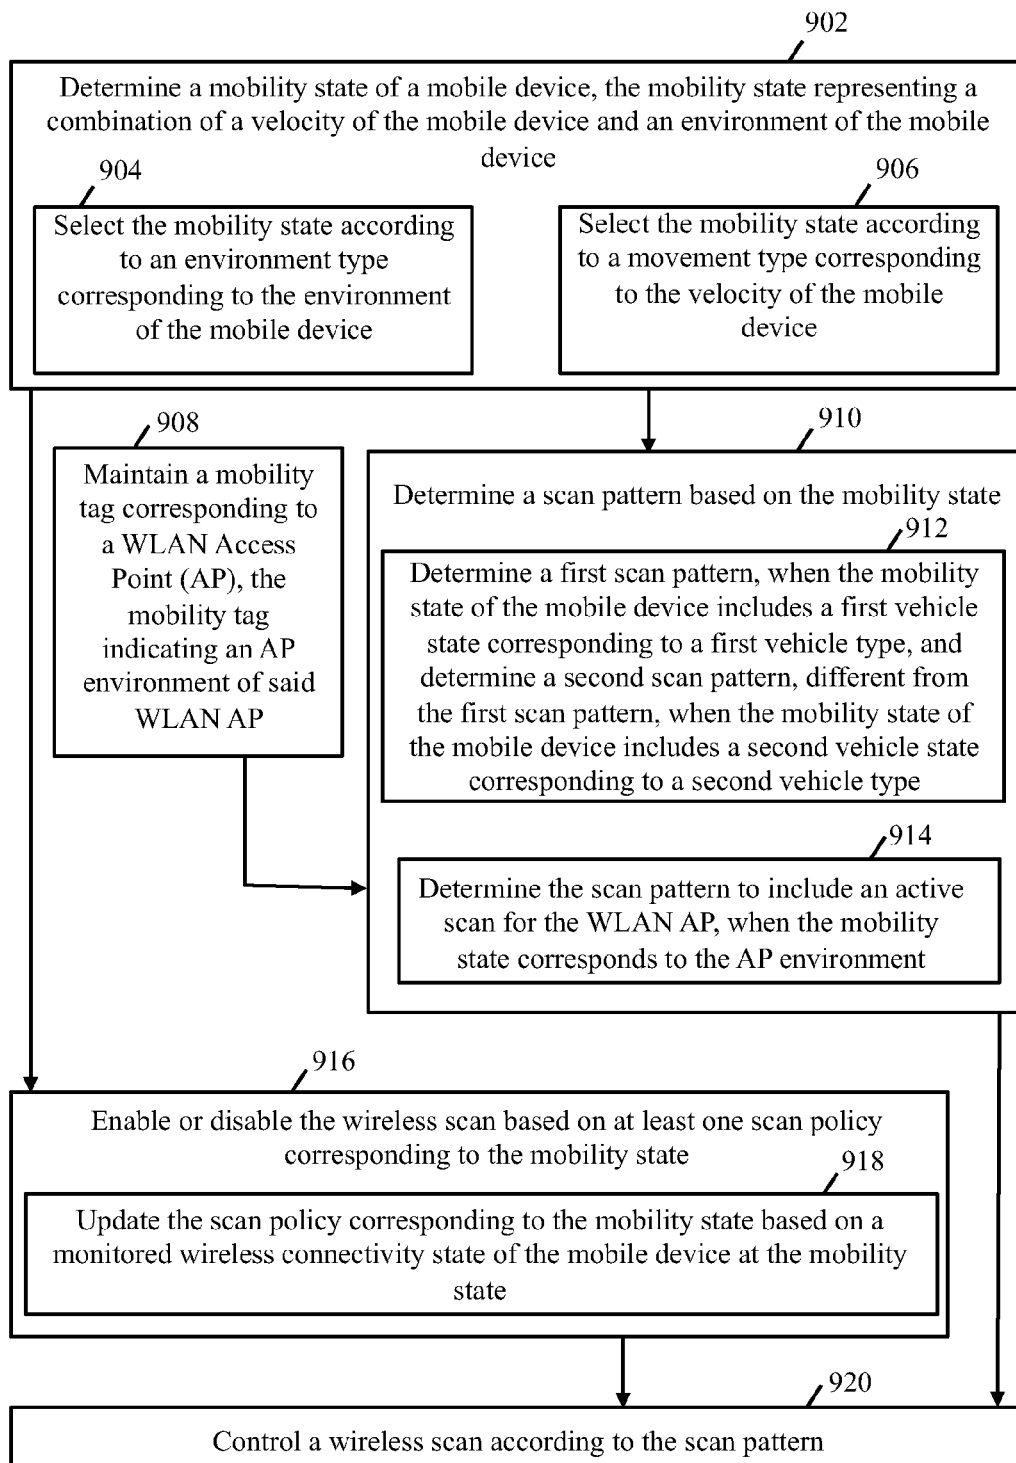 902
Determine a mobility state of a mobile device, the mobility state representing a
combination of a velocity of the mobile device and an environment of the mobile
device
904
Select the mobility state according
to an environment type
corresponding to the environment
of the mobile device
906
Select the mobility state according
to a movement type corresponding
to the velocity of the mobile
device
908
Maintain a mobility
tag corresponding to
a WLAN Access
Point (AP), the
mobility tag
indicating an AP
environment of said
WLAN AP
910
Determine a scan pattern based on the mobility state
912
Determine a first scan pattern, when the mobility
state of the mobile device includes a first vehicle
state corresponding to a first vehicle type, and
determine a second scan pattern, different from
the first scan pattern, when the mobility state of
the mobile device includes a second vehicle state
corresponding to a second vehicle type
914
Determine the scan pattern to include an active
scan for the WLAN AP, when the mobility
state corresponds to the AP environment
916
Enable or disable the wireless scan based on at least one scan policy
corresponding to the mobility state
918
Update the scan policy corresponding to the mobility state based on a
monitored wireless connectivity state of the mobile device at the mobility
state
920
Control a wireless scan according to the scan pattern